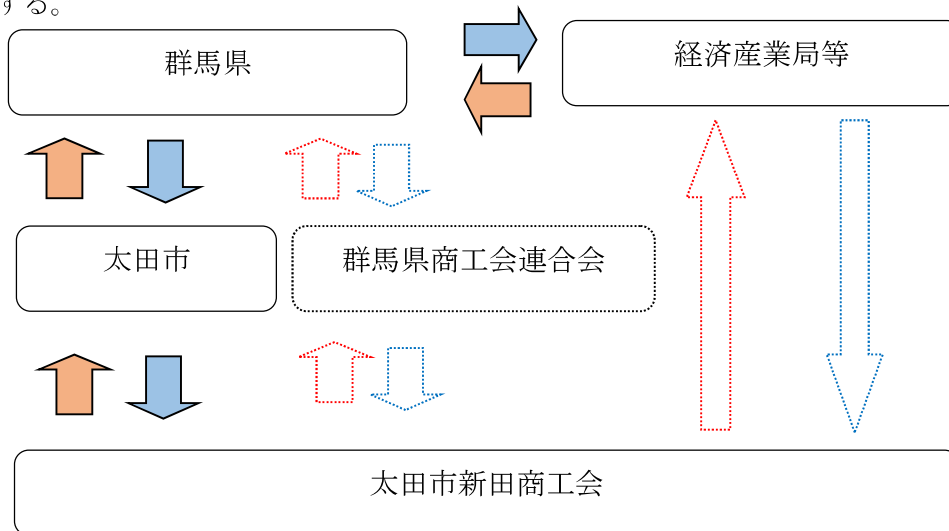 する。
群馬県
経済産業局等
太田市
群馬県商工会連合会
太田市新田商工会